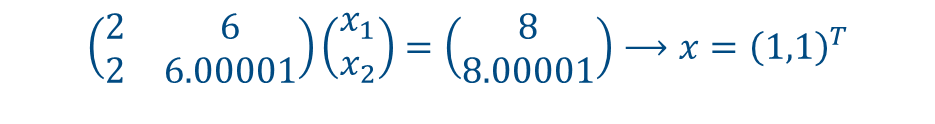 (2 6
2 6.00001)(x₁
x₂) = (8
8.00001) ⟶ x = (1,1)ᵀ